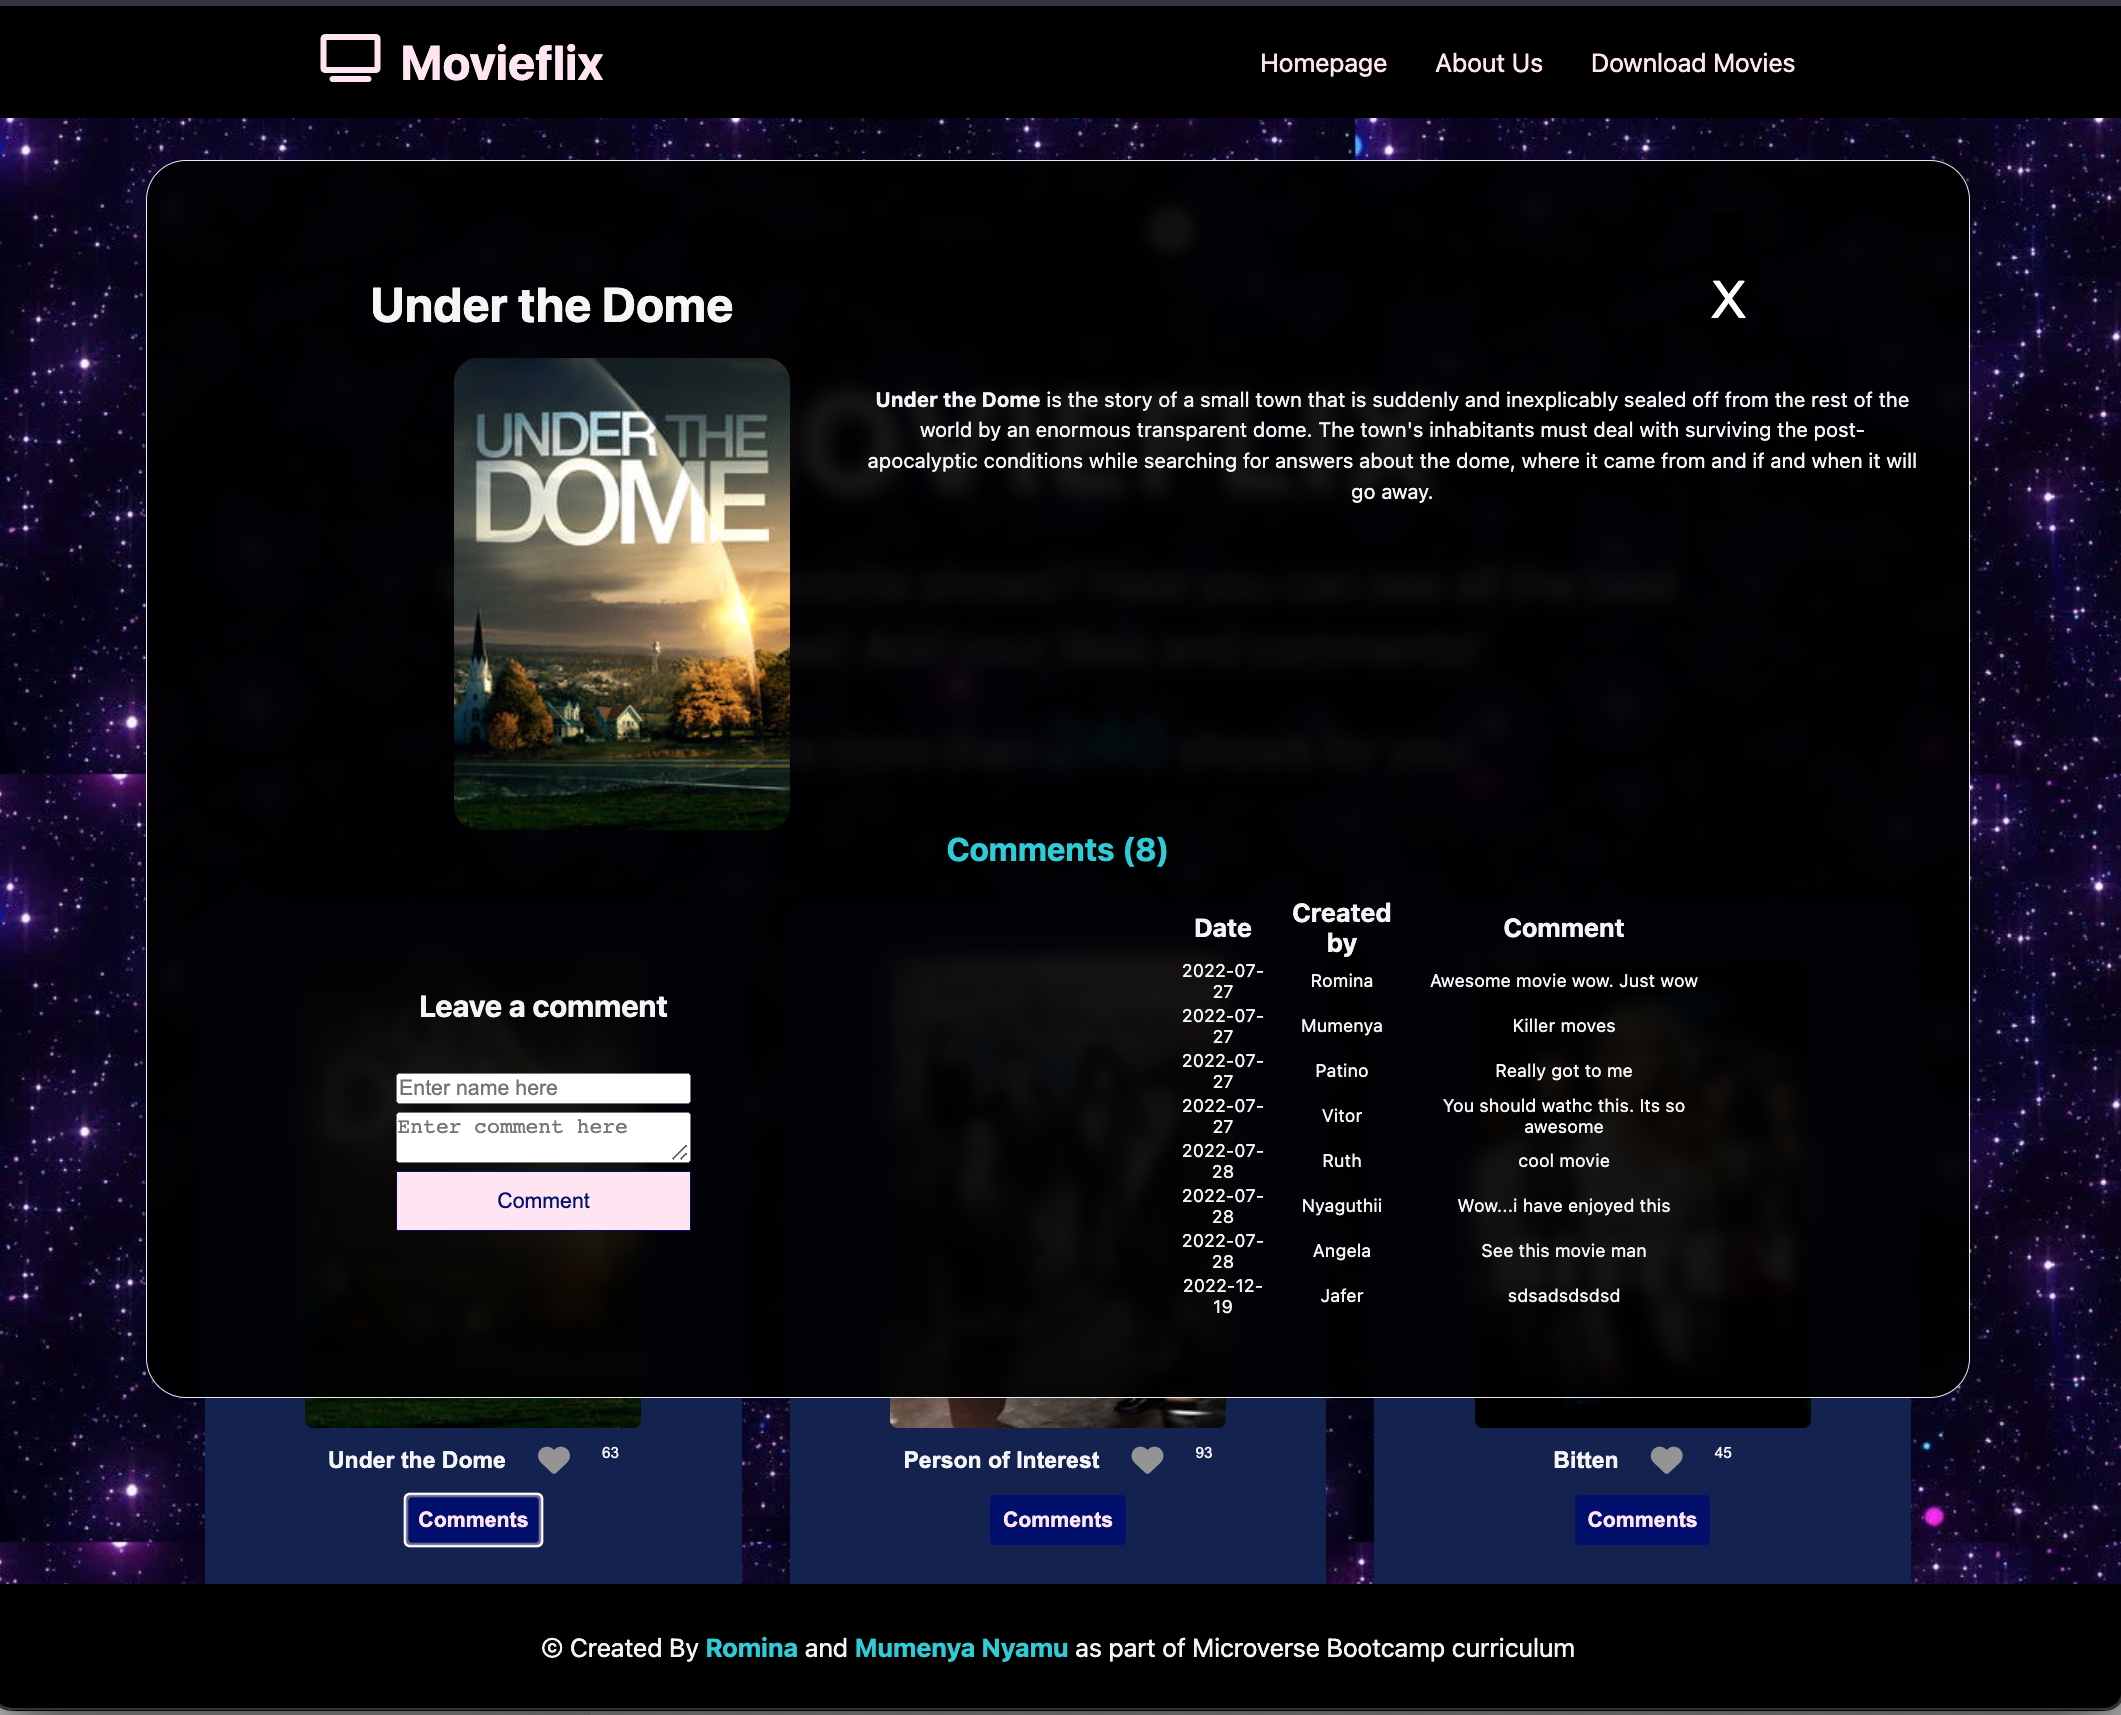 Movieflix
Homepage
About Us
Download Movies
Under the Dome
X
UNDER THE
DOME
Under the Dome is the story of a small town that is suddenly and inexplicably sealed off from the rest of the
world by an enormous transparent dome. The town's inhabitants must deal with surviving the post-
apocalyptic conditions while searching for answers about the dome, where it came from and if and when it will
go away.
Comments (8)
Leave a comment
Enter name here
Enter comment here
Comment
Date Created by Comment
2022-07-27 Romina Awesome movie wow. Just wow
2022-07-27 Mumenya Killer moves
2022-07-27 Patino Really got to me
2022-07-27 Vitor You should wathc this. Its so awesome
2022-07-28 Ruth cool movie
2022-07-28 Nyaguthii Wow...i have enjoyed this
2022-07-28 Angela See this movie man
2022-12-19 Jafer sdsadsdsdsd
Under the Dome 63
Comments
Person of Interest 93
Comments
Bitten 45
Comments
© Created By Romina and Mumenya Nyamu as part of Microverse Bootcamp curriculum